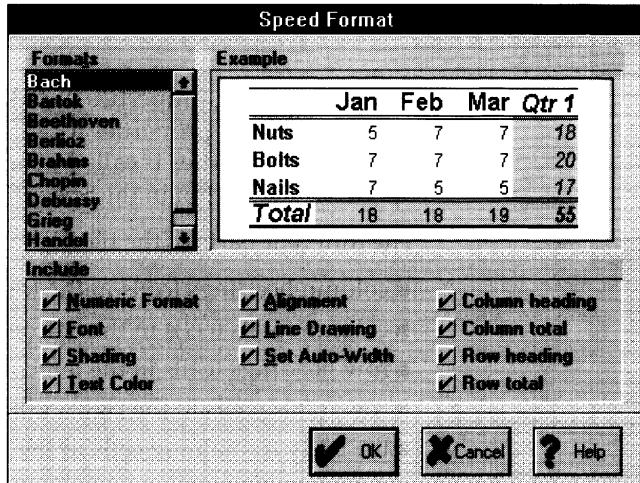 Speed Format
Formats
Bach
Bartok
Beethoven
Berlioz
Brahms
Chopin
Debussy
Grieg
Handel
Example
Jan Feb Mar Qtr 1
Nuts 5 7 7 18
Bolts 7 7 7 20
Nails 7 5 5 17
Total 18 18 19 55
Include
Numeric Format
Font
Shading
Text Color
Alignment
Line Drawing
Set Auto-Width
Column heading
Column total
Row heading
Row total
OK
Cancel
Help